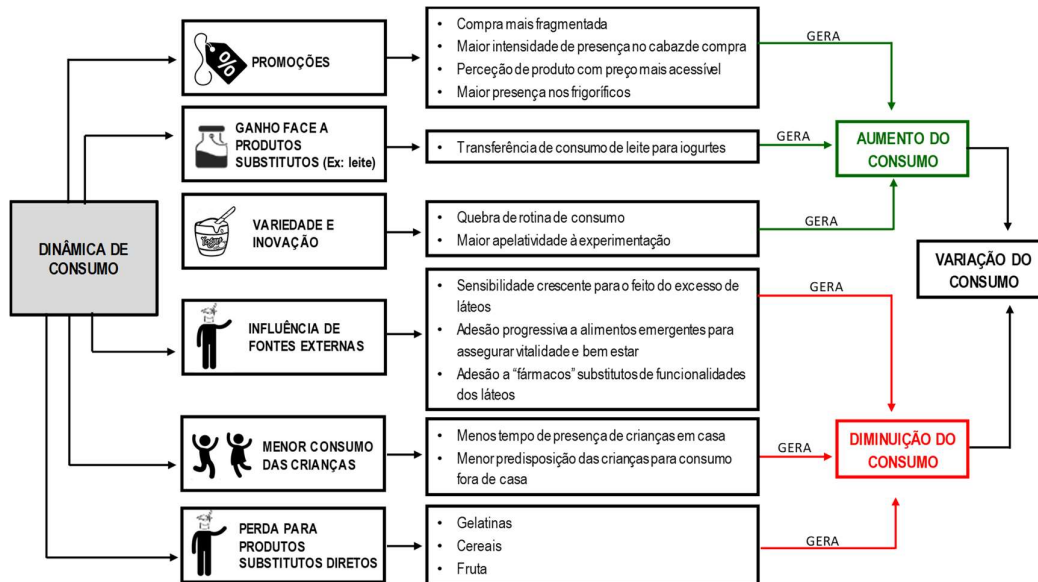 DINÂMICA DE
CONSUMO
%
PROMOÇÕES
• Compra mais fragmentada
• Maior intensidade de presença no cabaz de compra
• Perceção de produto com preço mais acessível
• Maior presença nos frigoríficos
GERA
GANHO FACE A
PRODUTOS
SUBSTITUTOS (Ex: leite)
• Transferência de consumo de leite para iogurtes
GERA
AUMENTO DO
CONSUMO
Yogurt
VARIEDADE E
INOVAÇÃO
• Quebra de rotina de consumo
• Maior apelatividade à experimentação
GERA
VARIAÇÃO DO
CONSUMO
INFLUÊNCIA DE
FONTES EXTERNAS
• Sensibilidade crescente para o feito do excesso de
láteos
• Adesão progressiva a alimentos emergentes para
assegurar vitalidade e bem estar
• Adesão a “fármacos” substitutos de funcionalidades
dos láteos
GERA
MENOR CONSUMO
DAS CRIANÇAS
• Menos tempo de presença de crianças em casa
• Menor predisposição das crianças para consumo
fora de casa
GERA
DIMINUIÇÃO DO
CONSUMO
PERDA PARA
PRODUTOS
SUBSTITUTOS DIRETOS
• Gelatinas
• Cereais
• Fruta
GERA